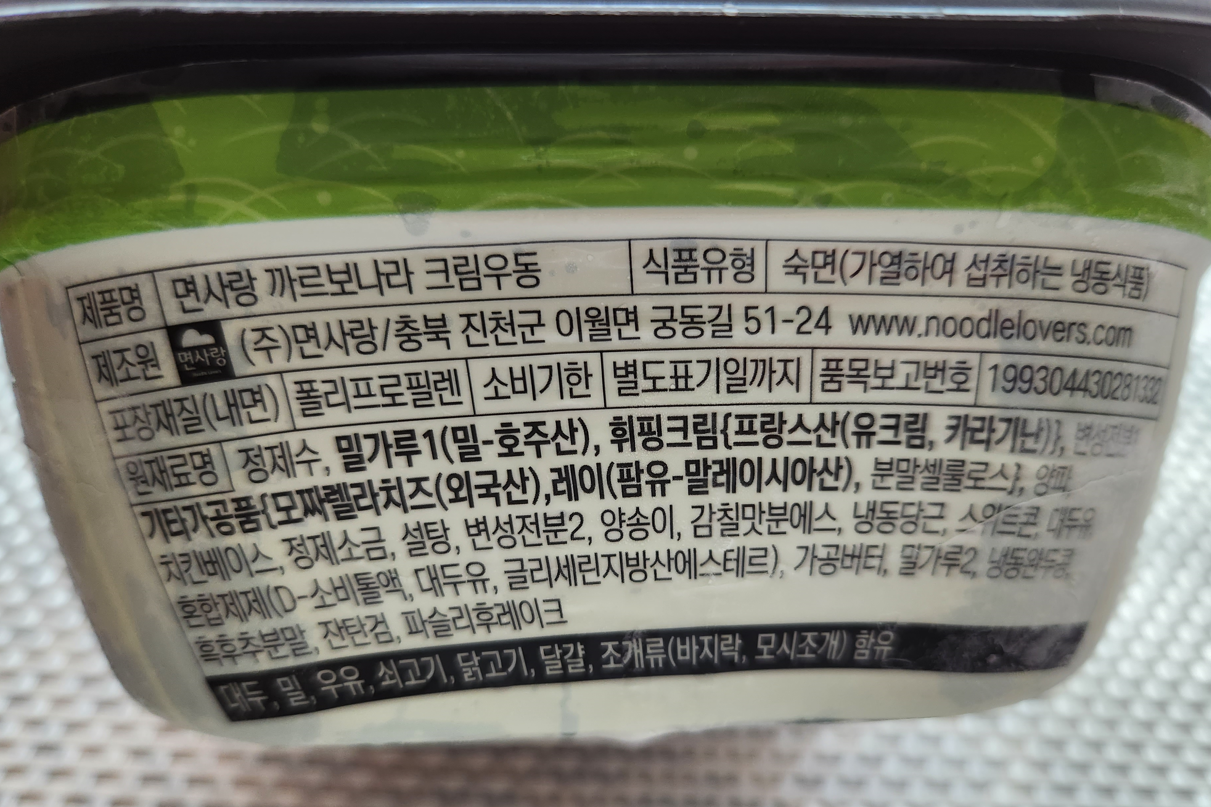 제품명 면사랑 까르보나라 크림우동 식품유형 숙면(가열하여 섭취하는 냉동식품)
제조원 면사랑 (주)면사랑/충북 진천군 이월면 궁동길 51-24 www.noodlelovers.com
포장재질(내면) 폴리프로필렌 소비기한 별도표기일까지 품목보고번호 199304430281332
원재료명 정제수, 밀가루1(밀-호주산), 휘핑크림{프랑스산(유크림, 카라기난)}, 변성전분1,
기타가공품{모짜렐라치즈(외국산),레이(팜유-말레이시아산), 분말셀룰로스}, 양파,
치킨베이스, 정제소금, 설탕, 변성전분2, 양송이, 감칠맛분에스, 냉동당근, 스위트콘, 대두유,
혼합제제(D-소비톨액, 대두유, 글리세린지방산에스테르), 가공버터, 밀가루2, 냉동완두콩,
흑후추분말, 잔탄검, 파슬리후레이크
대두, 밀, 우유, 쇠고기, 닭고기, 달걀, 조개류(바지락, 모시조개) 함유